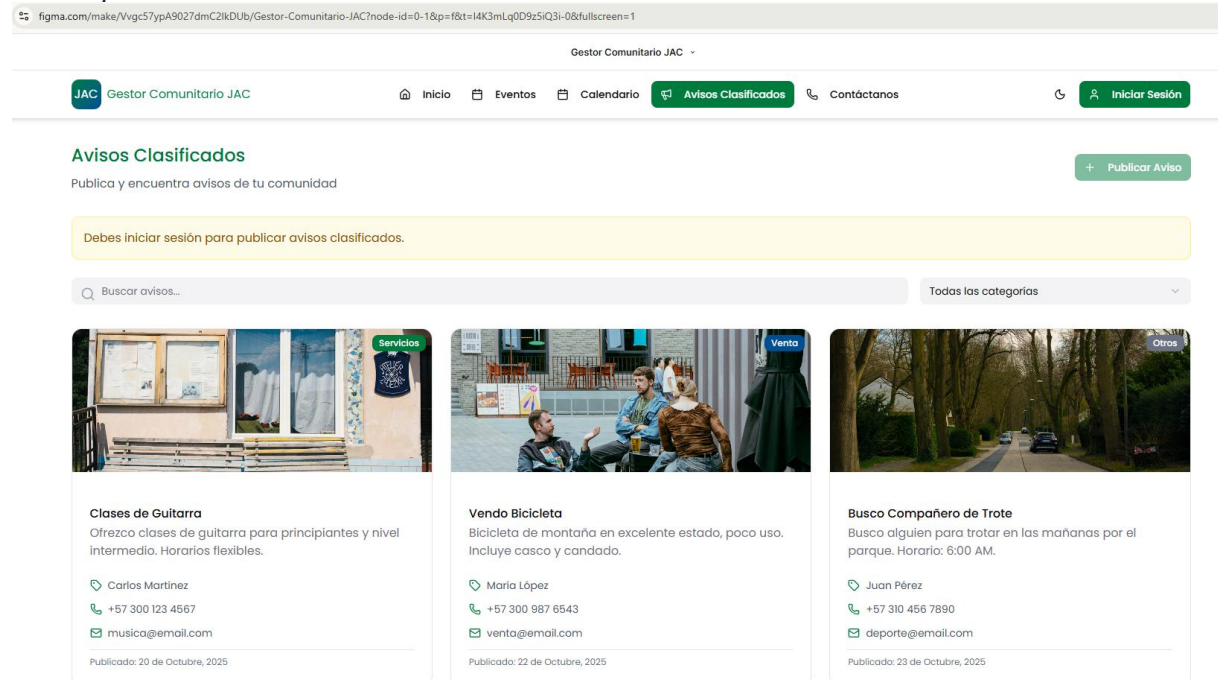 figma.com/make/Vvgc57ypA9027dmC2lkDUb/Gestor-Comunitario-JAC?node-id=0-1&p=f&t=I4K3mLq0D9z5iQ3i-0&fullscreen=1
Gestor Comunitario JAC
JAC Gestor Comunitario JAC
Inicio
Eventos
Calendario
Avisos Clasificados
Contáctanos
Iniciar Sesión
Avisos Clasificados
Publica y encuentra avisos de tu comunidad
+ Publicar Aviso
Debes iniciar sesión para publicar avisos clasificados.
Buscar avisos...
Todas las categorías
Servicios
Clases de Guitarra
Ofrezco clases de guitarra para principiantes y nivel
intermedio. Horarios flexibles.
Carlos Martinez
+57 300 123 4567
musica@email.com
Publicado: 20 de Octubre, 2025
Venta
Vendo Bicicleta
Bicicleta de montaña en excelente estado, poco uso.
Incluye casco y candado.
María López
+57 300 987 6543
venta@email.com
Publicado: 22 de Octubre, 2025
Otros
Busco Compañero de Trote
Busco alguien para trotar en las mañanas por el
parque. Horario: 6:00 AM.
Juan Pérez
+57 310 456 7890
deporte@email.com
Publicado: 23 de Octubre, 2025